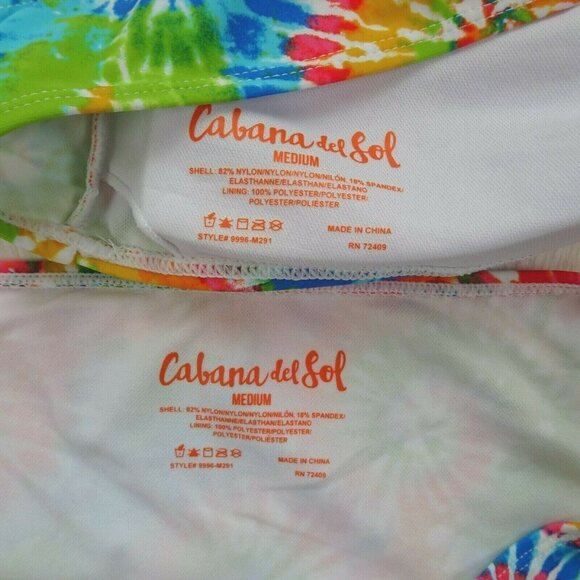 Cabana del Sol
MEDIUM
SHELL: 82% NYLON/NYLON/NYLON/NILÓN, 18% SPANDEX/
ELASTHANNE/ELASTHAN/ELASTANO
LINING: 100% POLYESTER/POLYESTER/
POLYESTER/POLIÉSTER
MADE IN CHINA
STYLE# 9996-M291
RN 72409
Cabana del Sol
MEDIUM
SHELL: 82% NYLON/NYLON/NYLON/NILÓN, 18% SPANDEX/
ELASTHANNE/ELASTHAN/ELASTANO
LINING: 100% POLYESTER/POLYESTER/
POLYESTER/POLIÉSTER
MADE IN CHINA
STYLE# 9996-M291
RN 72409